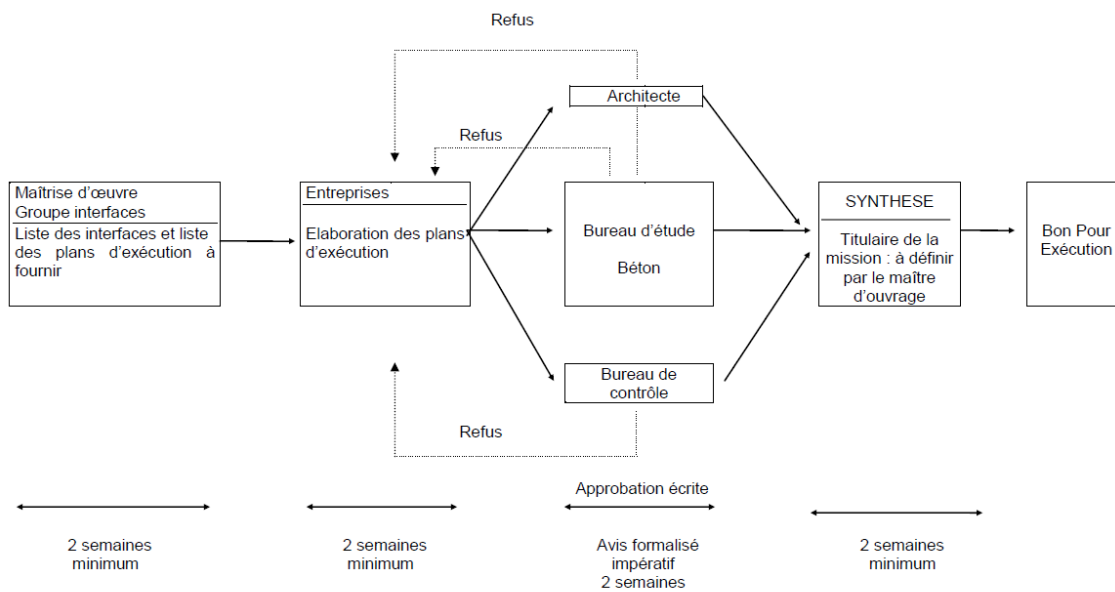 Refus
Architecte
Refus
Maîtrise d'œuvre
Groupe interfaces
Liste des interfaces et liste
des plans d'exécution à
fournir
Entreprises
Elaboration des plans
d'exécution
Bureau d'étude
Béton
SYNTHESE
Titulaire de la
mission : à définir
par le maître
d'ouvrage
Bon Pour
Exécution
Bureau de
contrôle
Refus
Approbation écrite
2 semaines
minimum
2 semaines
minimum
Avis formalisé
impératif
2 semaines
2 semaines
minimum